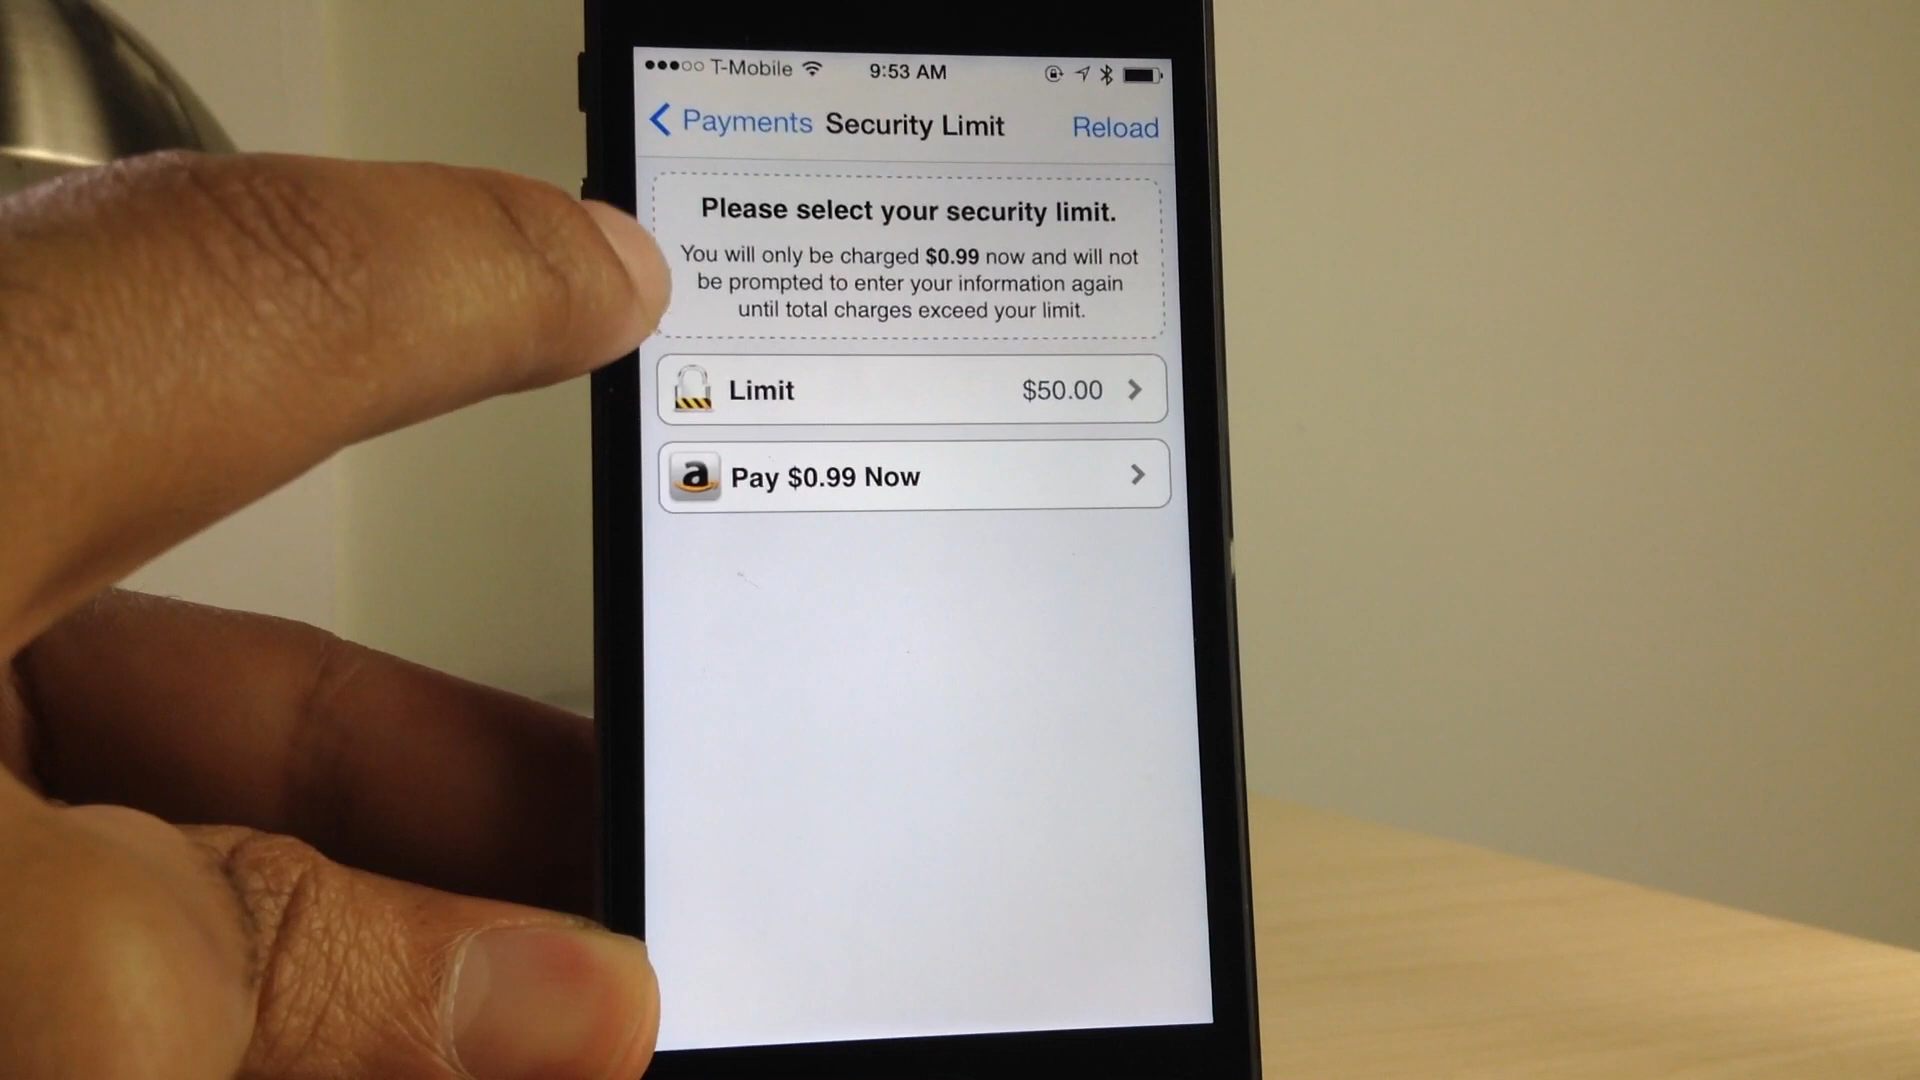 T-Mobile 9:53 AM
Payments Security Limit Reload
Please select your security limit.
You will only be charged $0.99 now and will not
be prompted to enter your information again
until total charges exceed your limit.
Limit $50.00
a Pay $0.99 Now